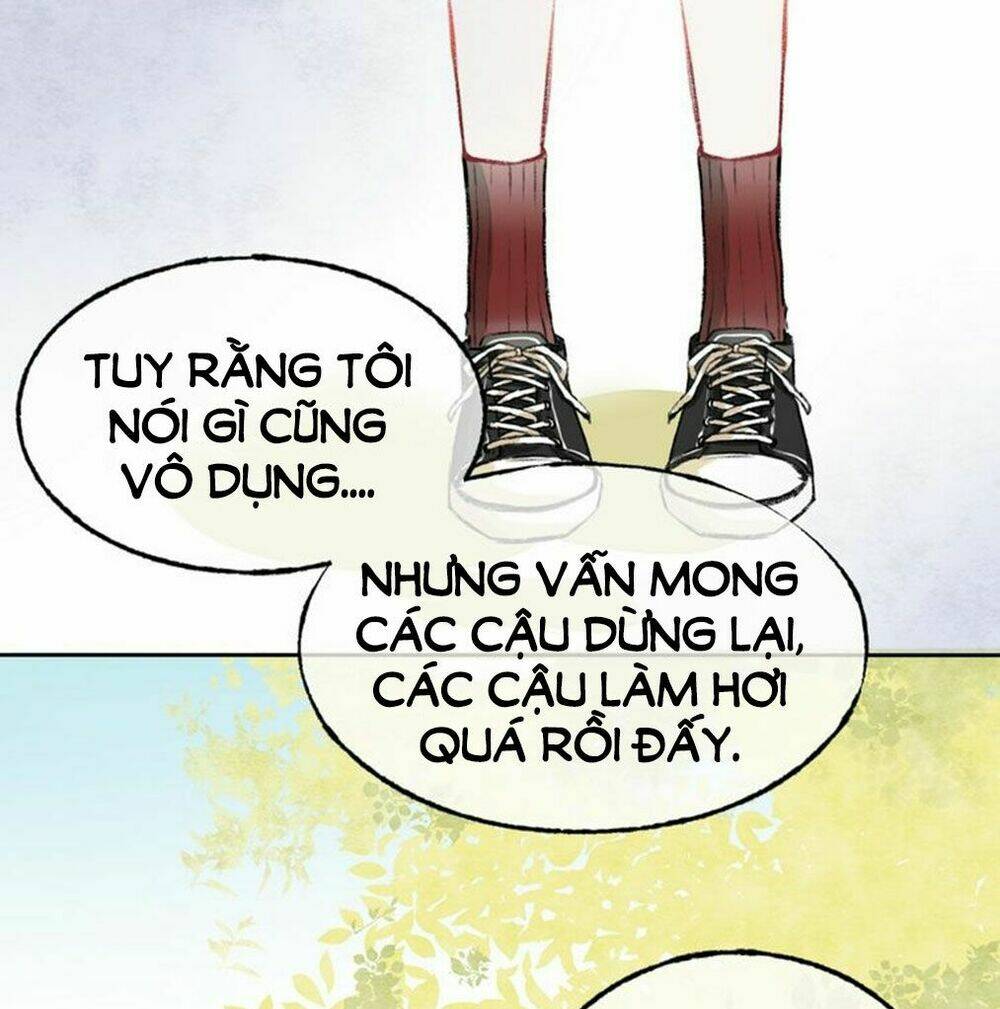 TUY RẰNG TÔI
NÓI GÌ CŨNG
VÔ DỤNG....
NHƯNG VẪN MONG
CÁC CẬU DỪNG LẠI,
CÁC CẬU LÀM HƠI
QUÁ RỒI ĐẤY.